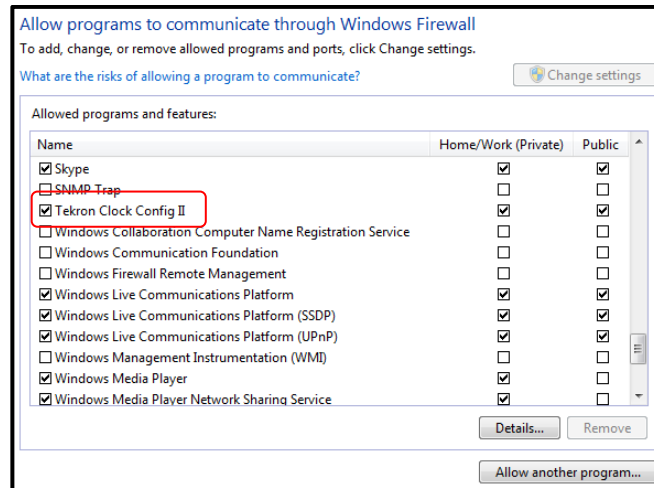 Allow programs to communicate through Windows Firewall
To add, change, or remove allowed programs and ports, click Change settings.
What are the risks of allowing a program to communicate?
Change settings
Allowed programs and features:
Name Home/Work (Private) Public
Skype
SNMP Trap
Tekron Clock Config II
Windows Collaboration Computer Name Registration Service
Windows Communication Foundation
Windows Firewall Remote Management
Windows Live Communications Platform
Windows Live Communications Platform (SSDP)
Windows Live Communications Platform (UPnP)
Windows Management Instrumentation (WMI)
Windows Media Player
Windows Media Player Network Sharing Service
Details... Remove
Allow another program...